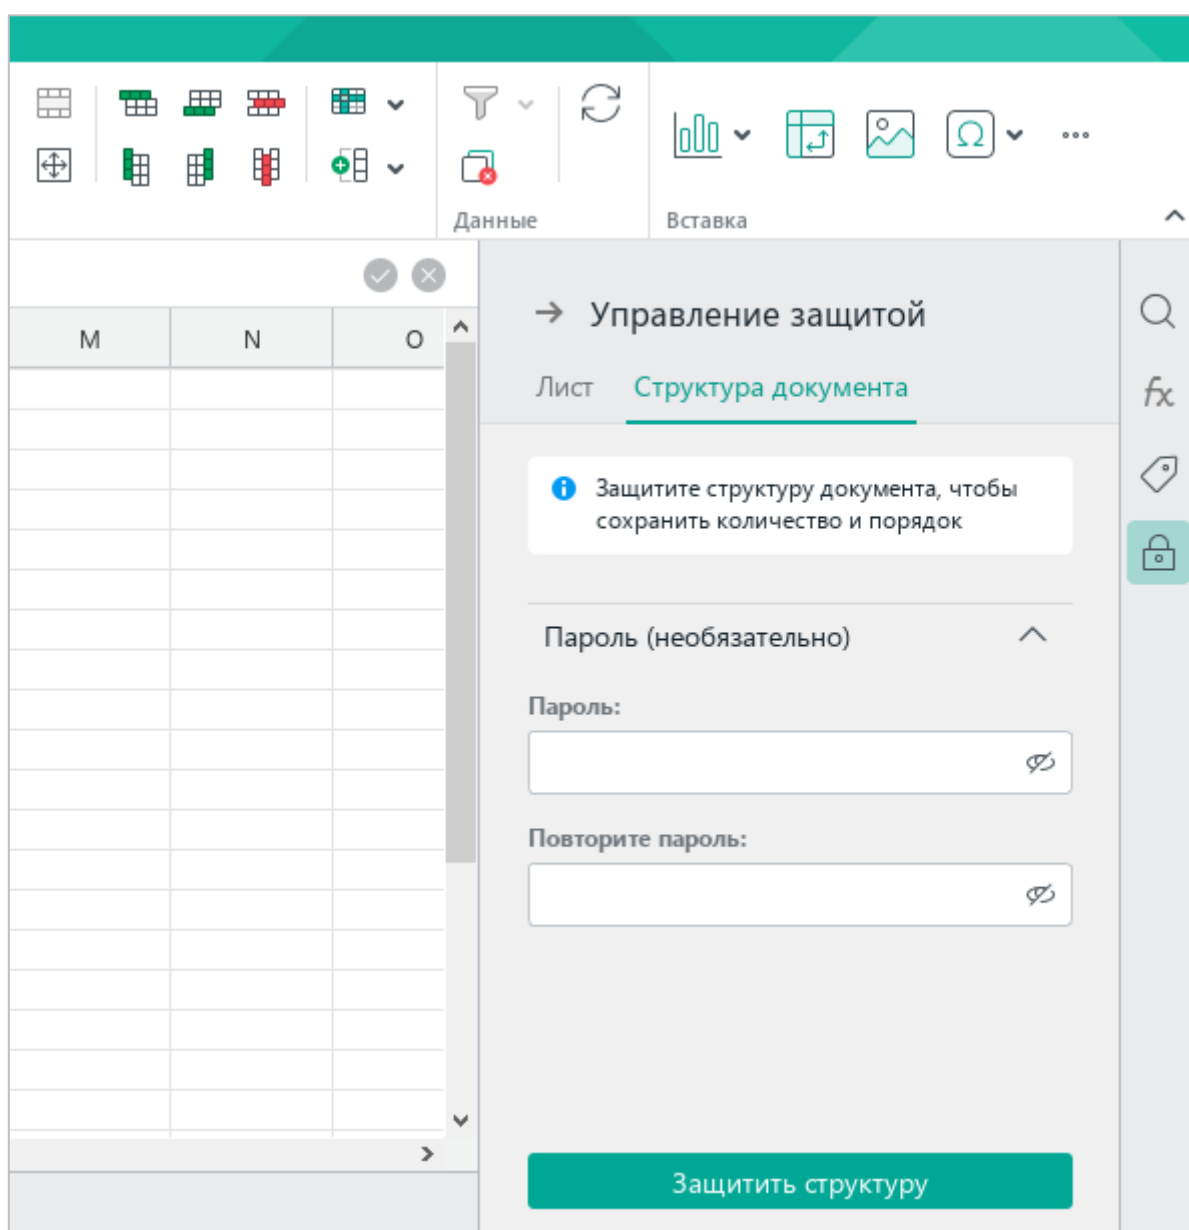 Данные
Вставка
M N O
Управление защитой
fx
Лист Структура документа
Защитите структуру документа, чтобы
сохранить количество и порядок
Пароль (необязательно)
Пароль:
Повторите пароль:
Защитить структуру